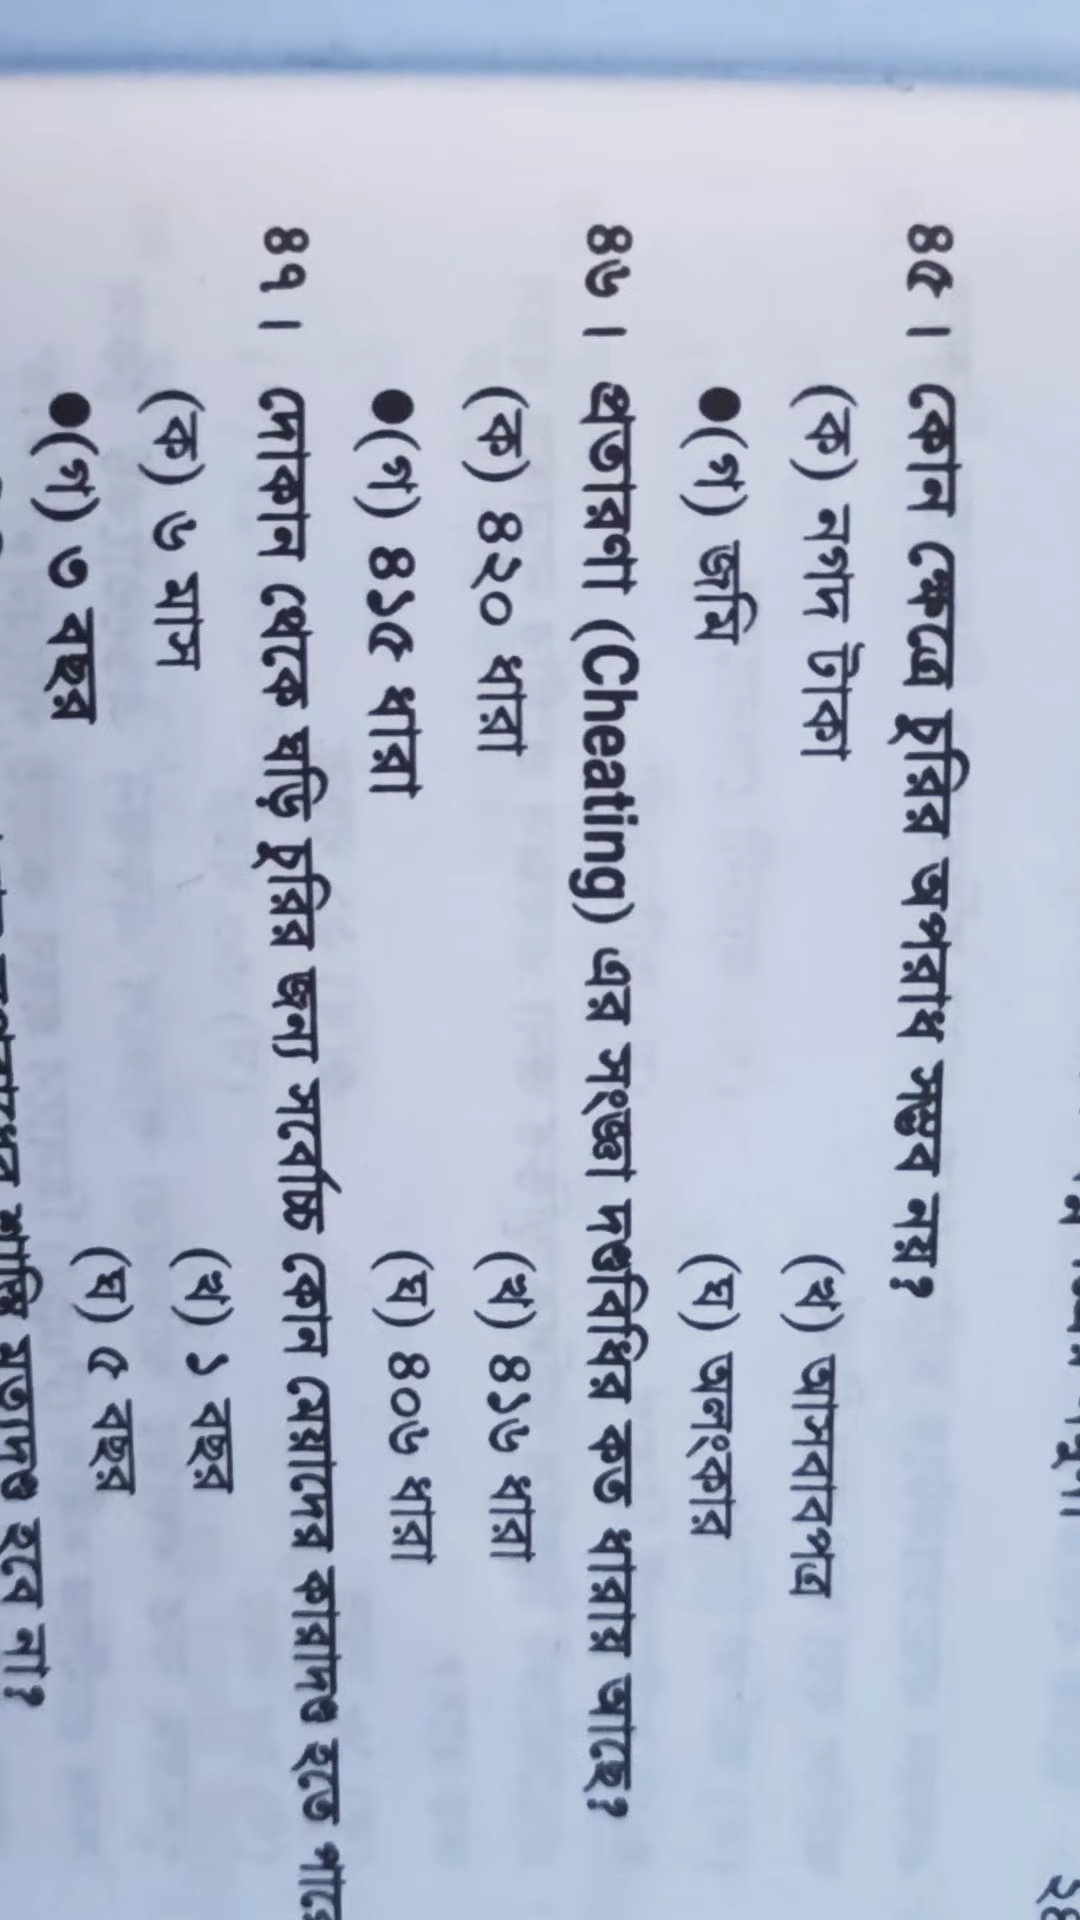 ৪৫। কোন ক্ষেত্রে চুরির অপরাধ সম্ভব নয়?
(ক) নগদ টাকা (খ) আসবাবপত্র
●(গ) জমি (ঘ) অলংকার
৪৬। প্রতারণা (Cheating) এর সংজ্ঞা দণ্ডবিধির কত ধারায় আছে?
(ক) ৪২০ ধারা (খ) ৪১৬ ধারা
●(গ) ৪১৫ ধারা (ঘ) ৪০৬ ধারা
৪৭। দোকান থেকে ঘড়ি চুরির জন্য সর্বোচ্চ কোন মেয়াদের কারাদণ্ড হতে
(ক) ৬ মাস (খ) ১ বছর
●(গ) ৩ বছর (ঘ) ৫ বছর
মৃত্যুদণ্ড হবে না?